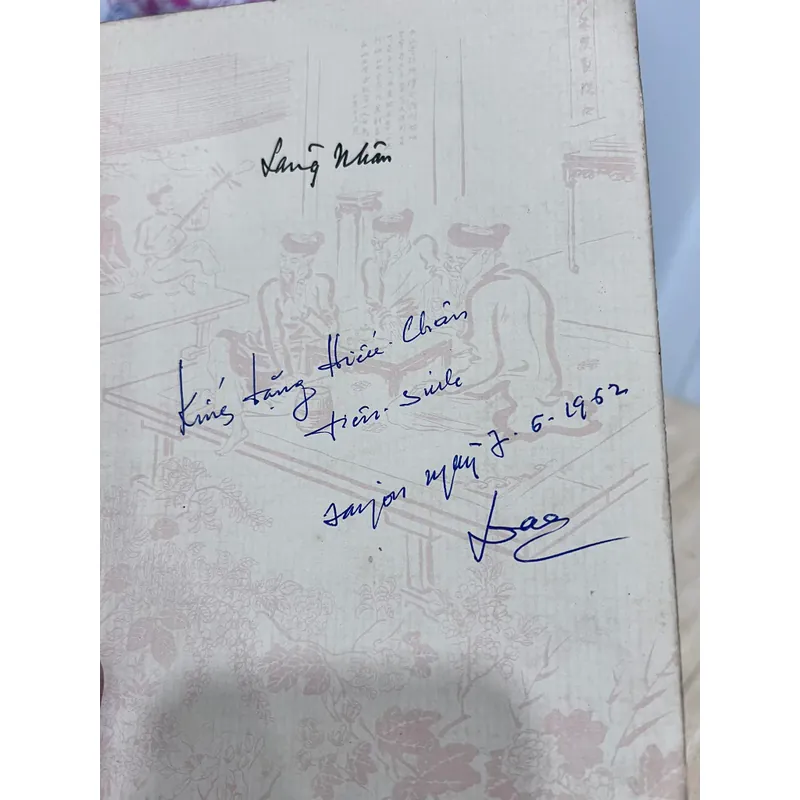 Lãng Nhân
Kính tặng Hiếu Chân
tiên sinh
Saigon ngày 7-6-1962